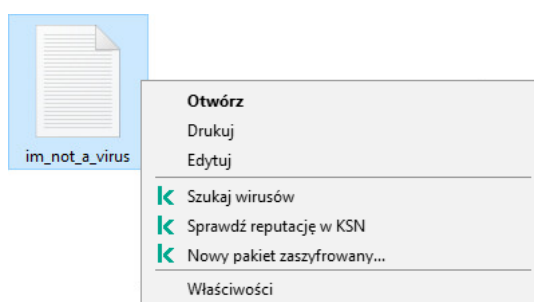 im_not_a_virus
Otwórz
Drukuj
Edytuj
Szukaj wirusów
Sprawdź reputację w KSN
Nowy pakiet zaszyfrowany...
Właściwości